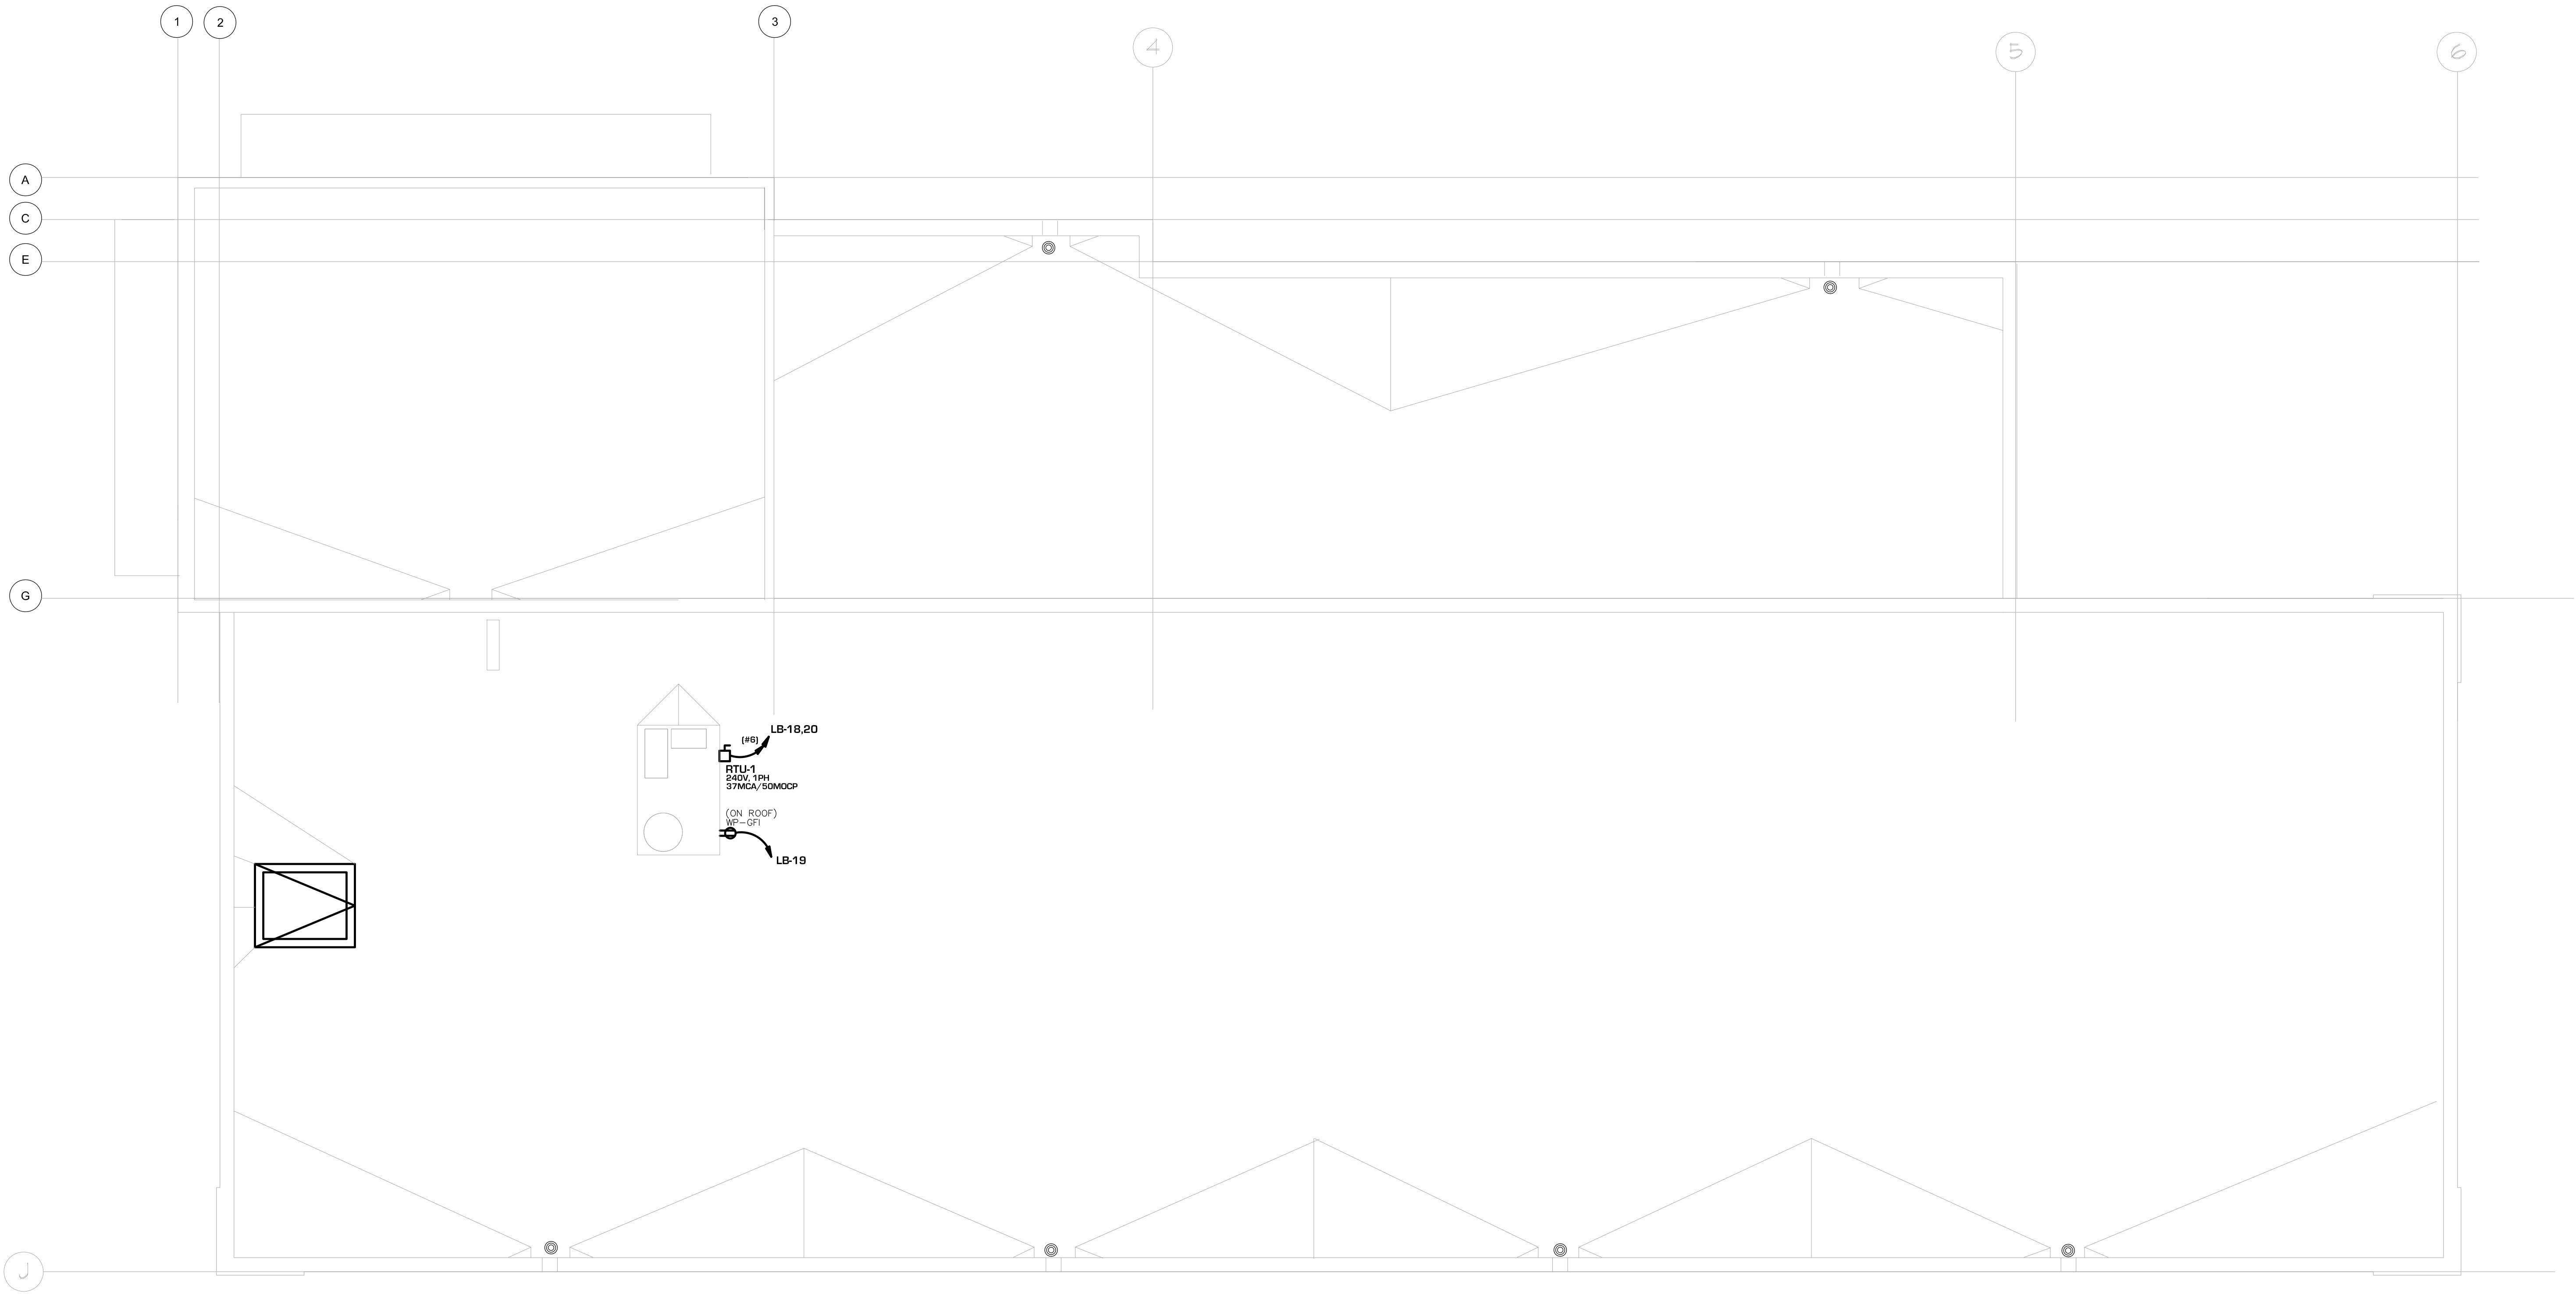 1
2
3
4
5
6
A
C
E
G
J
LB-18,20
(#6)
RTU-1
240V, 1PH
37MCA/50MOCP
(ON ROOF)
WP-GFI
LB-19